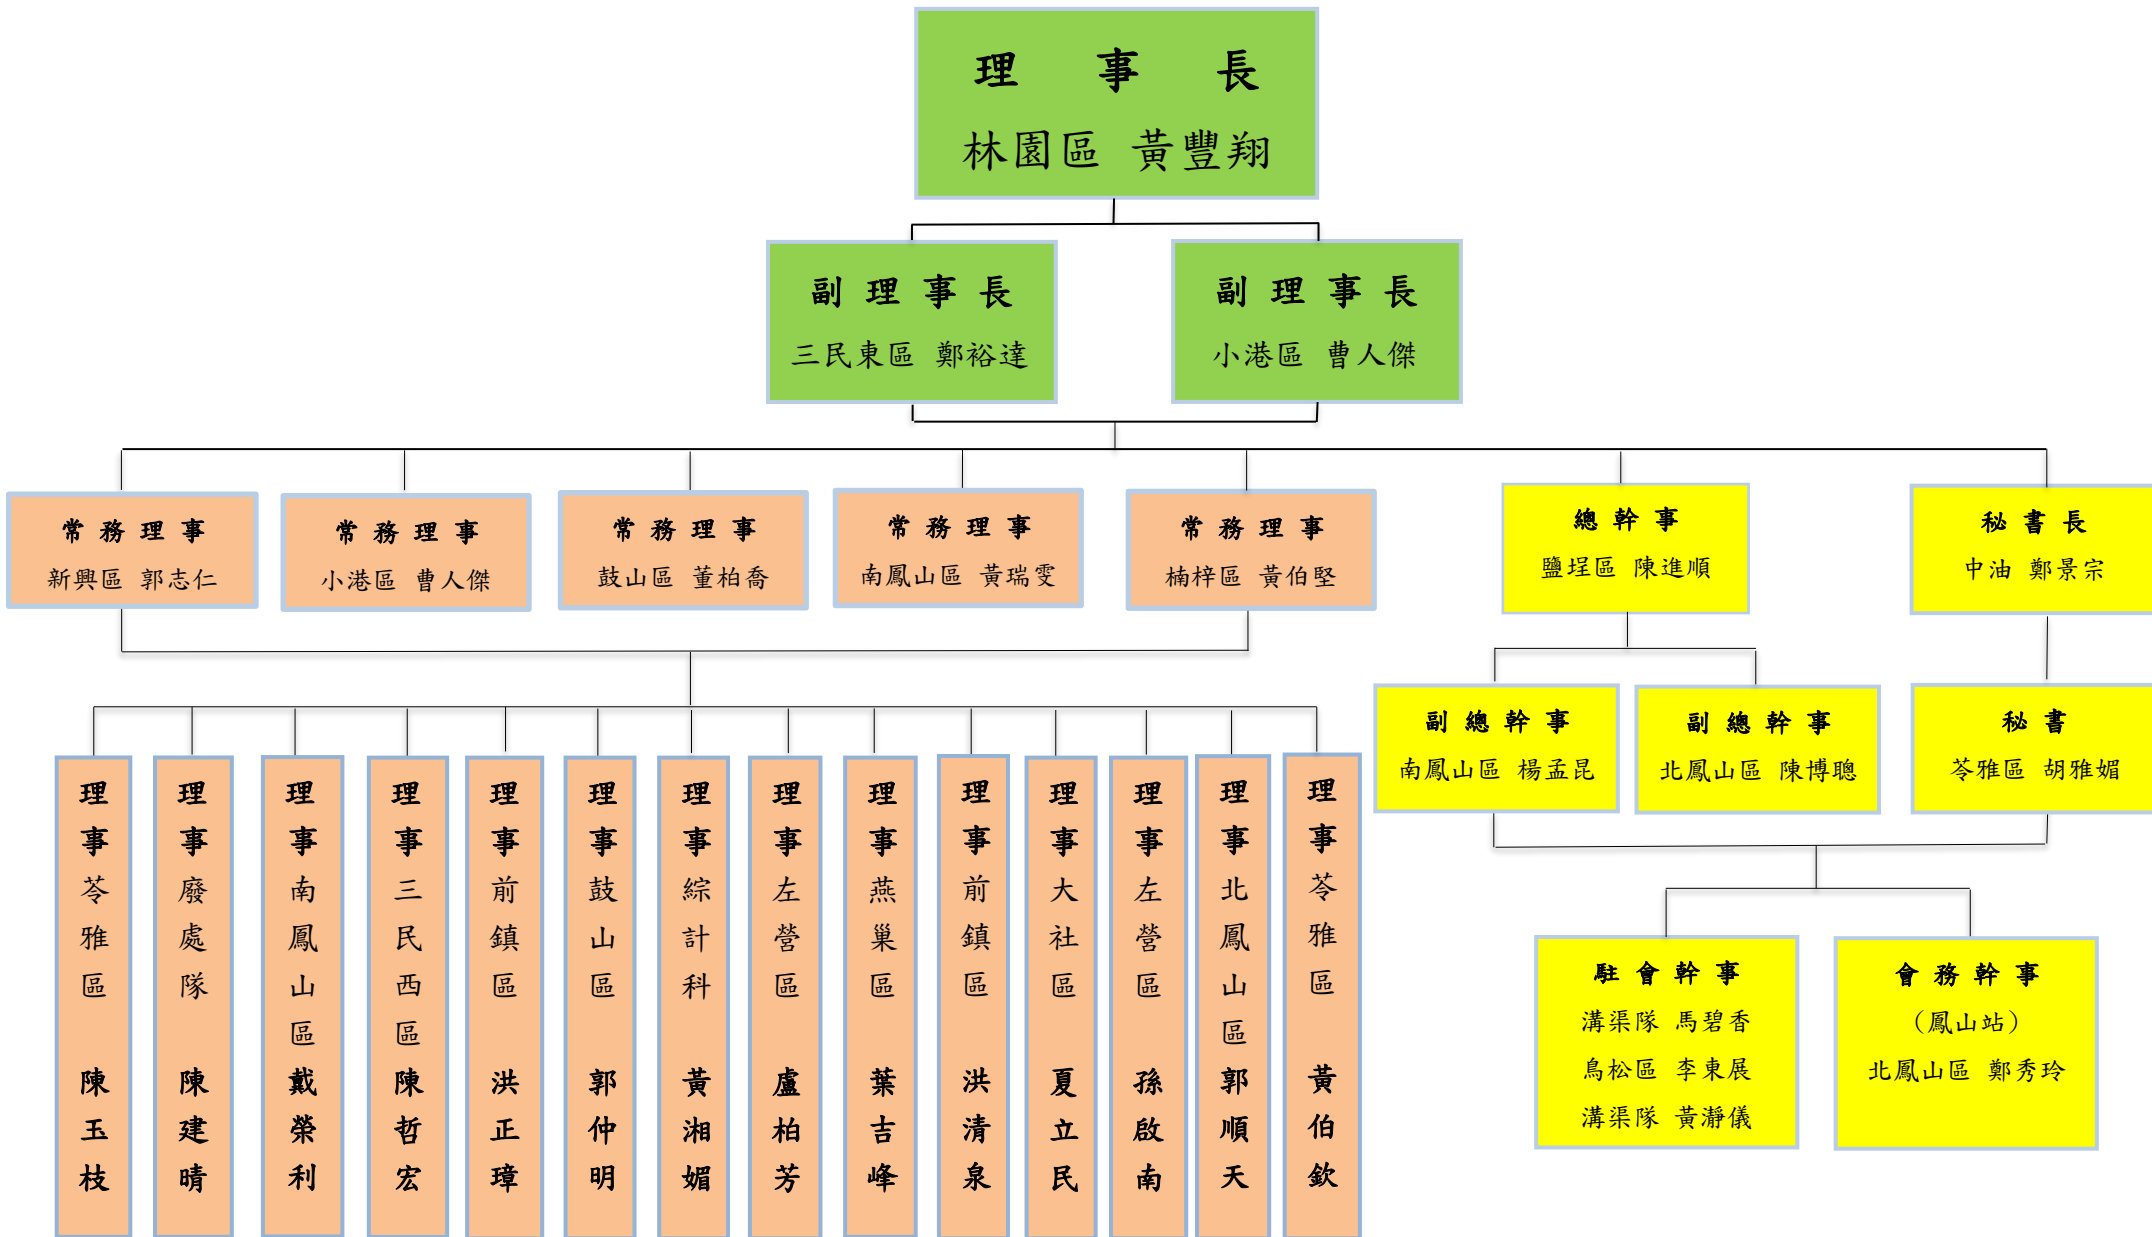 理 事 長
林園區 黃豐翔
副 理 事 長
三民東區 鄭裕達
副 理 事 長
小港區 曹人傑
常 務 理 事
新興區 郭志仁
常 務 理 事
小港區 曹人傑
常 務 理 事
鼓山區 董柏喬
常 務 理 事
南鳳山區 黃瑞雯
常 務 理 事
楠梓區 黃伯堅
總 幹 事
鹽埕區 陳進順
秘 書 長
中油 鄭景宗
副 總 幹 事
南鳳山區 楊孟昆
副 總 幹 事
北鳳山區 陳博聰
秘 書
苓雅區 胡雅媚
理事苓雅區 陳玉枝
理事廢處隊 陳建晴
理事南鳳山區戴榮利
理事三民西區陳哲宏
理事前鎮區 洪正璋
理事鼓山區 郭仲明
理事綜計科 黃湘媚
理事左營區 盧柏芳
理事燕巢區 葉吉峰
理事前鎮區 洪清泉
理事大社區 夏立民
理事左營區 孫啟南
理事北鳳山區郭順天
理事苓雅區 黃伯欽
駐 會 幹 事
溝渠隊 馬碧香
鳥松區 李東展
溝渠隊 黃瀞儀
會 務 幹 事
（鳳山站）
北鳳山區 鄭秀玲